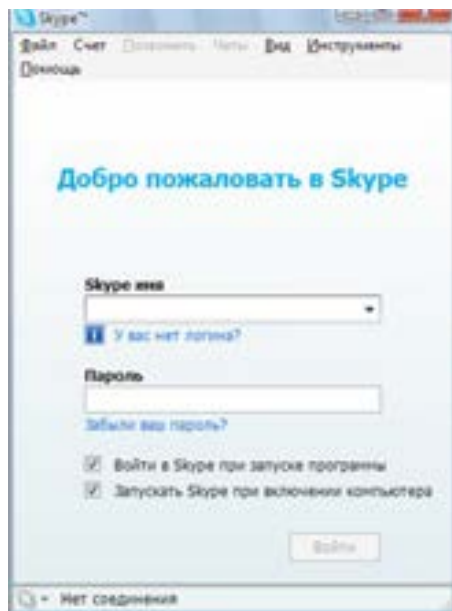 Skype™
Файл Счет Позвонить Чаты Вид Инструменты
Помощь
Добро пожаловать в Skype
Skype имя
У вас нет логина?
Пароль
Забыли ваш пароль?
Войти в Skype при запуске программы
Запускать Skype при включении компьютера
Войти
Нет соединения